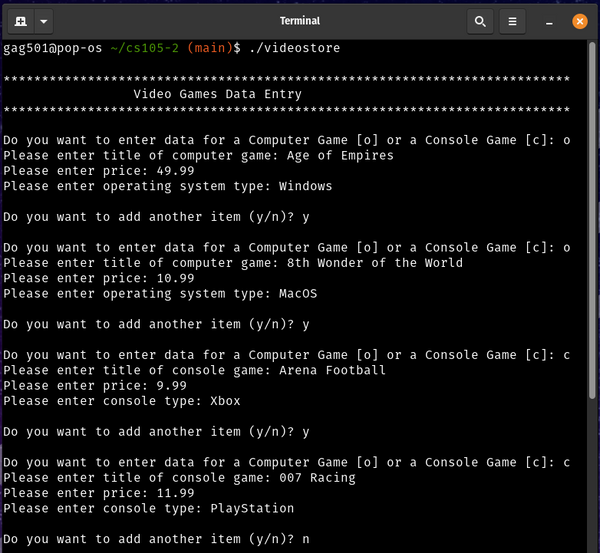 Terminal
gag501@pop-os ~/cs105-2 (main)$ ./videostore
**************************************************************************
Video Games Data Entry
**************************************************************************
Do you want to enter data for a Computer Game [o] or a Console Game [c]: o
Please enter title of computer game: Age of Empires
Please enter price: 49.99
Please enter operating system type: Windows
Do you want to add another item (y/n)? y
Do you want to enter data for a Computer Game [o] or a Console Game [c]: o
Please enter title of computer game: 8th Wonder of the World
Please enter price: 10.99
Please enter operating system type: MacOS
Do you want to add another item (y/n)? y
Do you want to enter data for a Computer Game [o] or a Console Game [c]: c
Please enter title of console game: Arena Football
Please enter price: 9.99
Please enter console type: Xbox
Do you want to add another item (y/n)? y
Do you want to enter data for a Computer Game [o] or a Console Game [c]: c
Please enter title of console game: 007 Racing
Please enter price: 11.99
Please enter console type: PlayStation
Do you want to add another item (y/n)? n